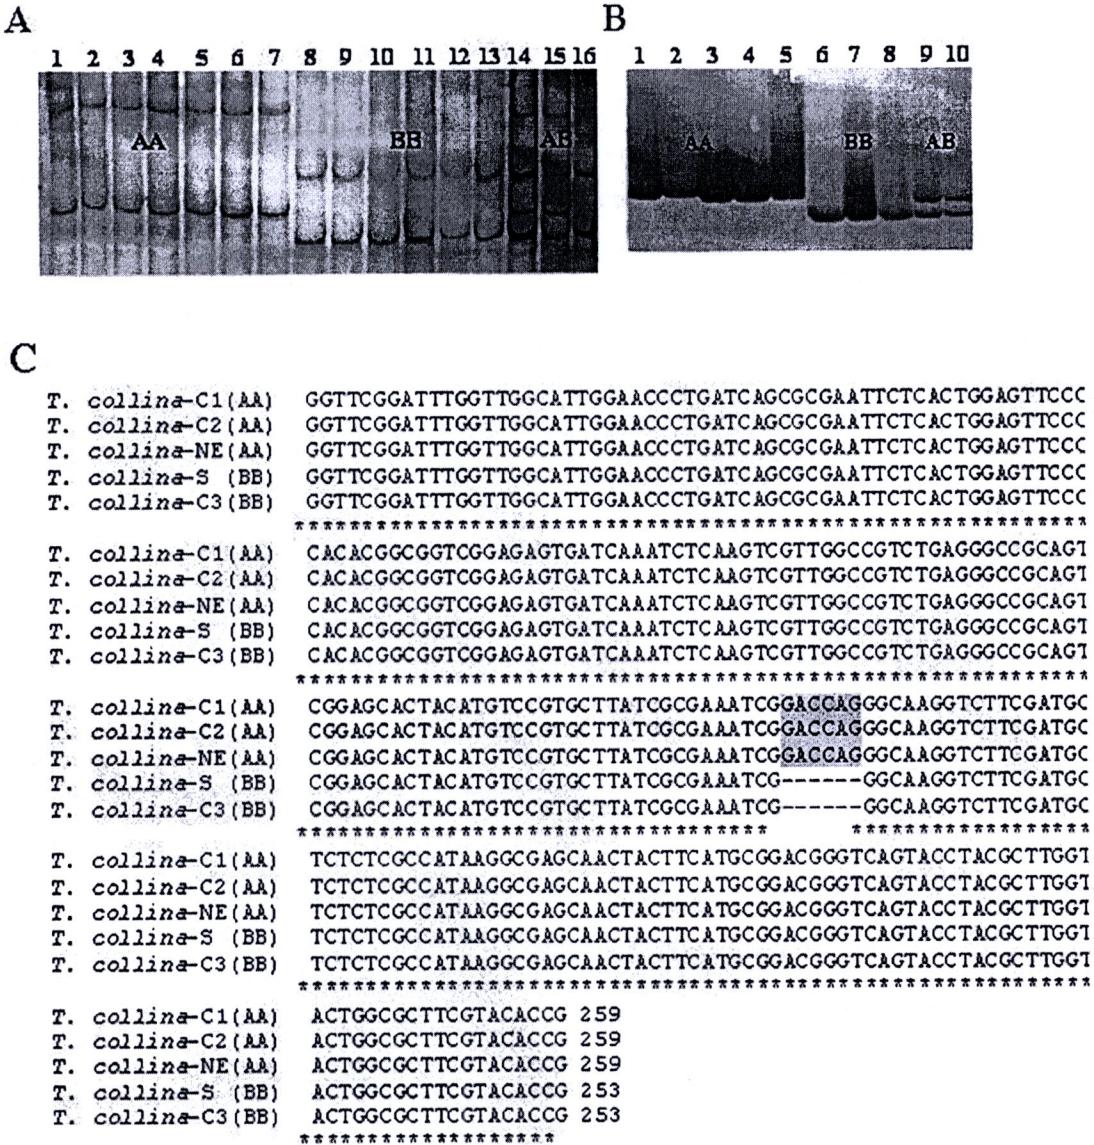 A
B
1 2 3 4 5 6 7 8 9 10 11 12 13 14 15 16
1 2 3 4 5 6 7 8 9 10
AA BB AB
AA BB AB
C
T. collina-C1(AA) GGTTCGGATTTGGTTGGCATTGGAACCCTGATCAGCGCGAATTCTCACTGGAGTTCCC
T. collina-C2(AA) GGTTCGGATTTGGTTGGCATTGGAACCCTGATCAGCGCGAATTCTCACTGGAGTTCCC
T. collina-NE(AA) GGTTCGGATTTGGTTGGCATTGGAACCCTGATCAGCGCGAATTCTCACTGGAGTTCCC
T. collina-S (BB) GGTTCGGATTTGGTTGGCATTGGAACCCTGATCAGCGCGAATTCTCACTGGAGTTCCC
T. collina-C3(BB) GGTTCGGATTTGGTTGGCATTGGAACCCTGATCAGCGCGAATTCTCACTGGAGTTCCC
**********************************************************
T. collina-C1(AA) CACACGGCGGTCGGAGAGTGATCAAATCTCAAGTCGTTGGCCGTCTGAGGGCCGCAGT
T. collina-C2(AA) CACACGGCGGTCGGAGAGTGATCAAATCTCAAGTCGTTGGCCGTCTGAGGGCCGCAGT
T. collina-NE(AA) CACACGGCGGTCGGAGAGTGATCAAATCTCAAGTCGTTGGCCGTCTGAGGGCCGCAGT
T. collina-S (BB) CACACGGCGGTCGGAGAGTGATCAAATCTCAAGTCGTTGGCCGTCTGAGGGCCGCAGT
T. collina-C3(BB) CACACGGCGGTCGGAGAGTGATCAAATCTCAAGTCGTTGGCCGTCTGAGGGCCGCAGT
**********************************************************
T. collina-C1(AA) CGGAGCACTACATGTCCGTGCTTATCGCGAAATCGGACCAGGGCAAGGTCTTCGATGC
T. collina-C2(AA) CGGAGCACTACATGTCCGTGCTTATCGCGAAATCGGACCAGGGCAAGGTCTTCGATGC
T. collina-NE(AA) CGGAGCACTACATGTCCGTGCTTATCGCGAAATCGGACCAGGGCAAGGTCTTCGATGC
T. collina-S (BB) CGGAGCACTACATGTCCGTGCTTATCGCGAAATCG------GGCAAGGTCTTCGATGC
T. collina-C3(BB) CGGAGCACTACATGTCCGTGCTTATCGCGAAATCG------GGCAAGGTCTTCGATGC
*********************************** *****************
T. collina-C1(AA) TCTCTCGCCATAAGGCGAGCAACTACTTCATGCGGACGGGTCAGTACCTACGCTTGGT
T. collina-C2(AA) TCTCTCGCCATAAGGCGAGCAACTACTTCATGCGGACGGGTCAGTACCTACGCTTGGT
T. collina-NE(AA) TCTCTCGCCATAAGGCGAGCAACTACTTCATGCGGACGGGTCAGTACCTACGCTTGGT
T. collina-S (BB) TCTCTCGCCATAAGGCGAGCAACTACTTCATGCGGACGGGTCAGTACCTACGCTTGGT
T. collina-C3(BB) TCTCTCGCCATAAGGCGAGCAACTACTTCATGCGGACGGGTCAGTACCTACGCTTGGT
**********************************************************
T. collina-C1(AA) ACTGGCGCTTCGTACACCG 259
T. collina-C2(AA) ACTGGCGCTTCGTACACCG 259
T. collina-NE(AA) ACTGGCGCTTCGTACACCG 259
T. collina-S (BB) ACTGGCGCTTCGTACACCG 253
T. collina-C3(BB) ACTGGCGCTTCGTACACCG 253
*******************